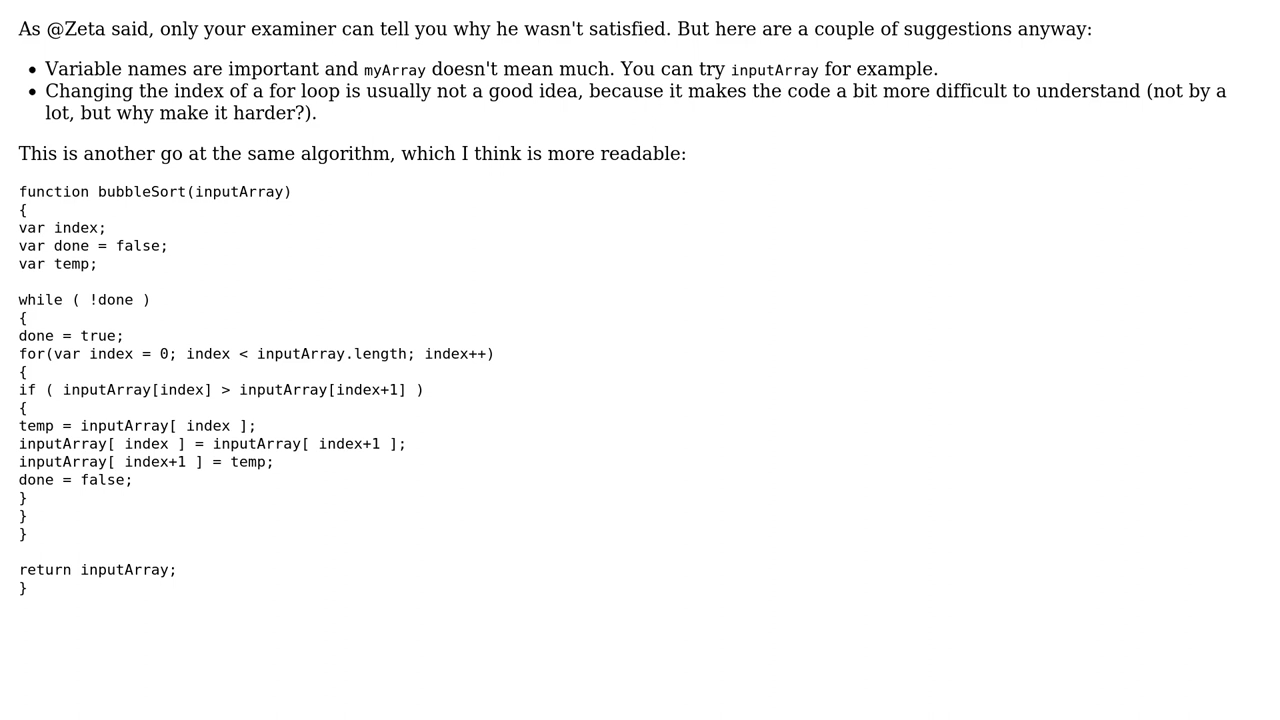 As @Zeta said, only your examiner can tell you why he wasn't satisfied. But here are a couple of suggestions anyway:
• Variable names are important and myArray doesn't mean much. You can try inputArray for example.
• Changing the index of a for loop is usually not a good idea, because it makes the code a bit more difficult to understand (not by a
lot, but why make it harder?).
This is another go at the same algorithm, which I think is more readable:
function bubbleSort(inputArray)
{
var index;
var done = false;
var temp;

while ( !done )
{
done = true;
for(var index = 0; index < inputArray.length; index++)
{
if ( inputArray[index] > inputArray[index+1] )
{
temp = inputArray[ index ];
inputArray[ index ] = inputArray[ index+1 ];
inputArray[ index+1 ] = temp;
done = false;
}
}
}

return inputArray;
}